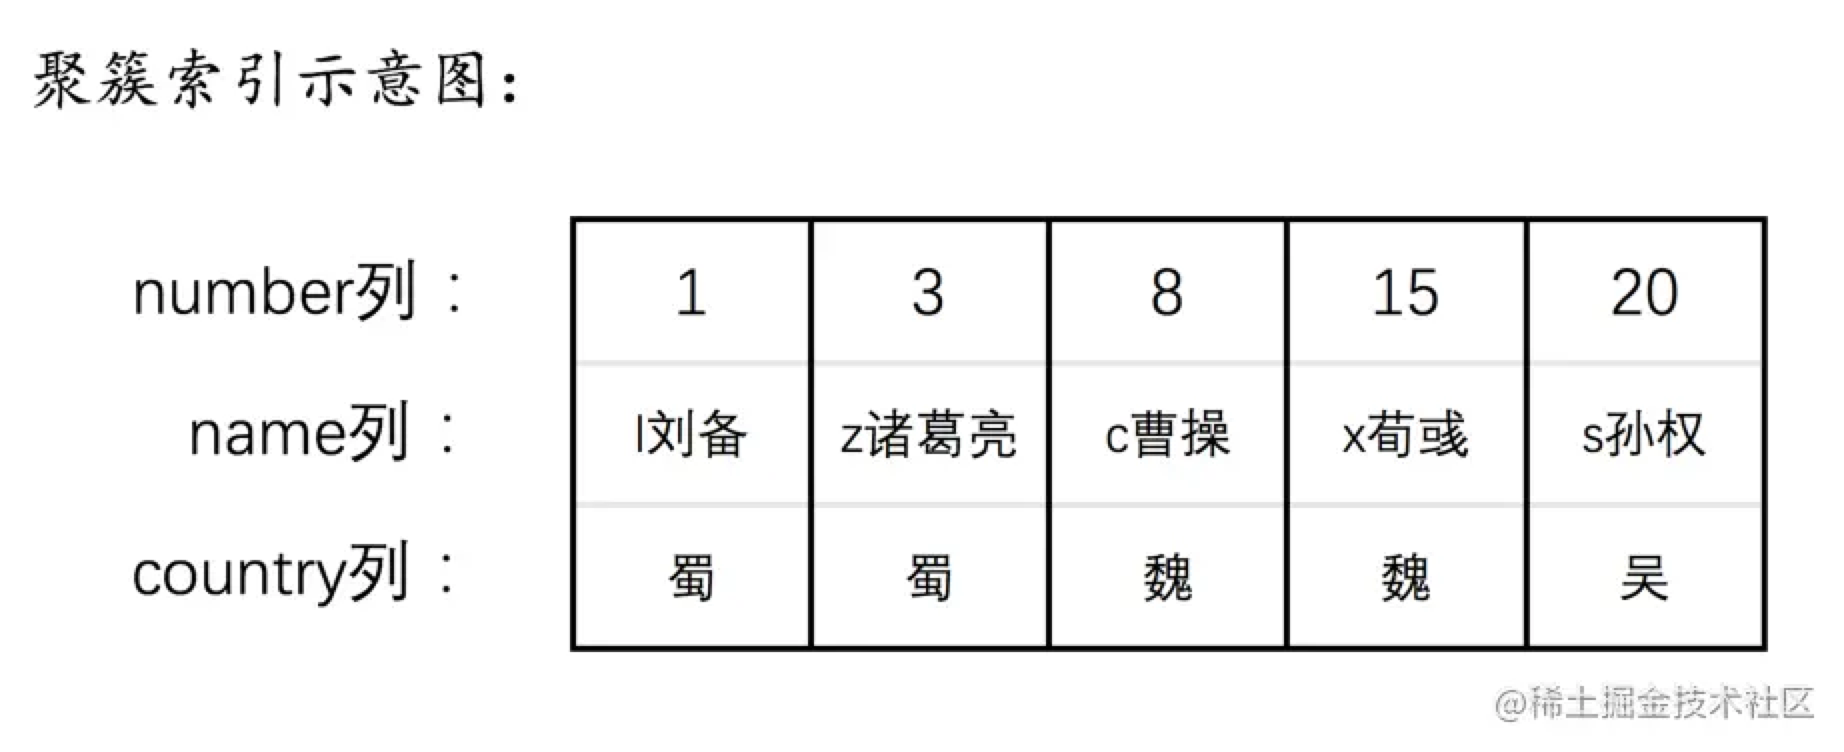 聚簇索引示意图：
number列： 1 3 8 15 20
name列： l刘备 z诸葛亮 c曹操 x荀彧 s孙权
country列： 蜀 蜀 魏 魏 吴
@稀土掘金技术社区